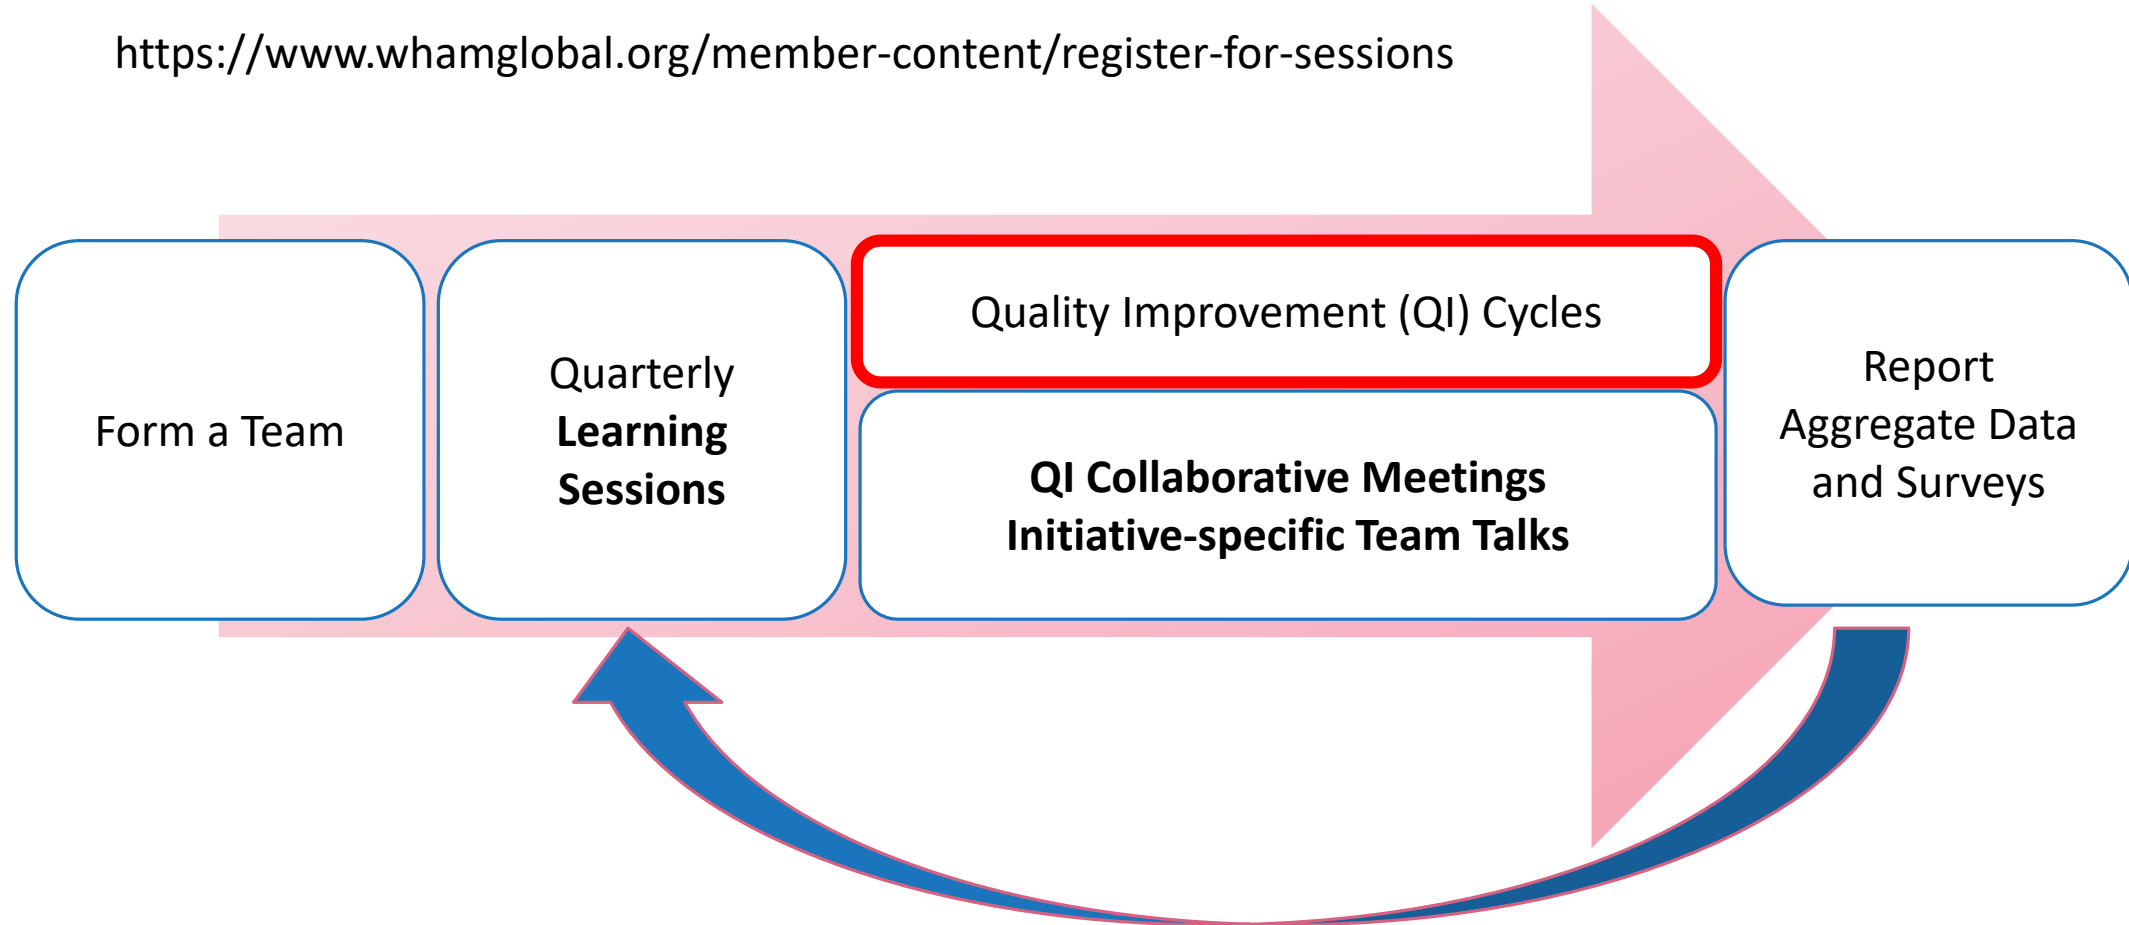 https://www.whamglobal.org/member-content/register-for-sessions
Form a Team
Quarterly
Learning
Sessions
Quality Improvement (QI) Cycles
QI Collaborative Meetings
Initiative-specific Team Talks
Report
Aggregate Data
and Surveys